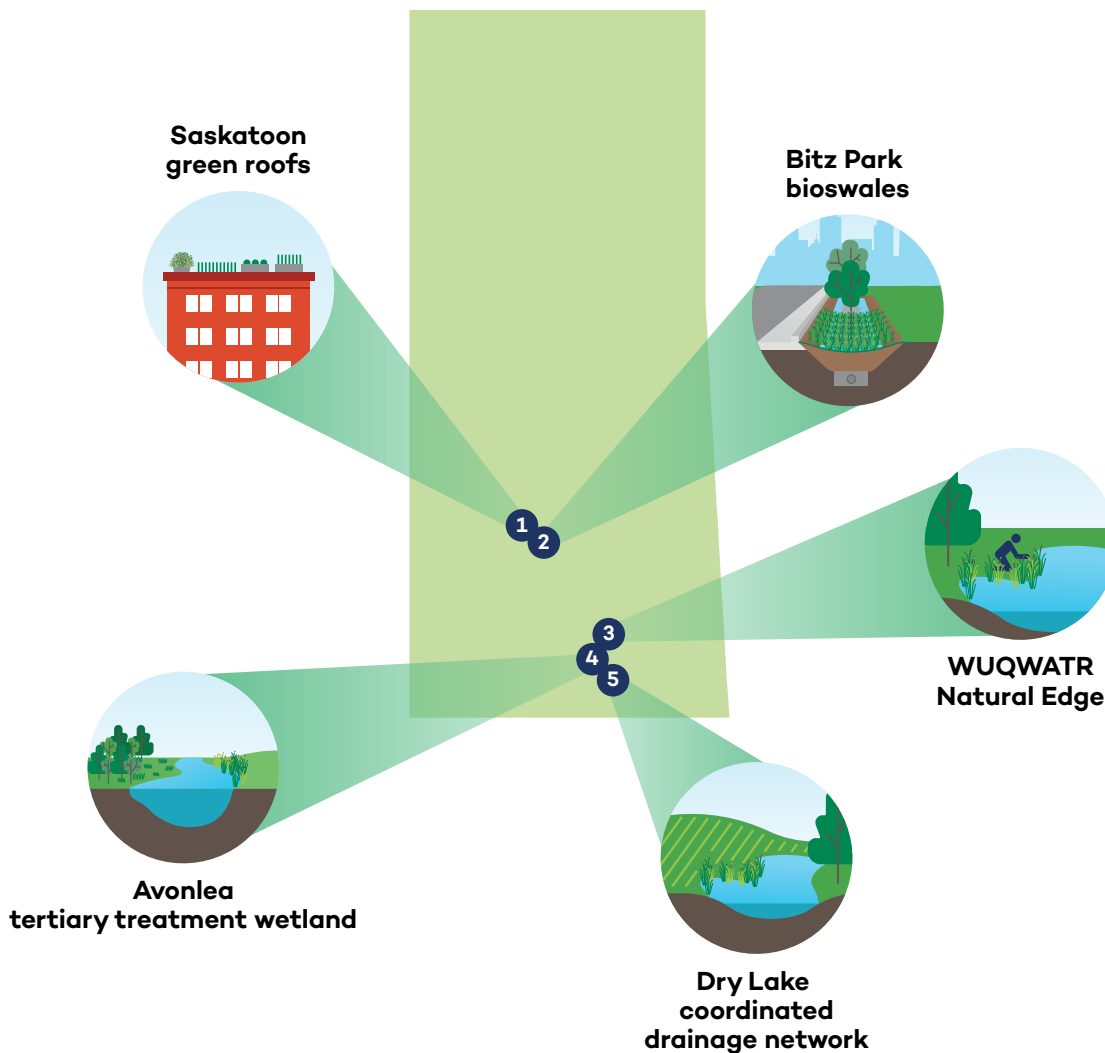 Saskatoon
green roofs
Bitz Park
bioswales
1
2
3
4
5
WUQWATR
Natural Edge
Avonlea
tertiary treatment wetland
Dry Lake
coordinated
drainage network